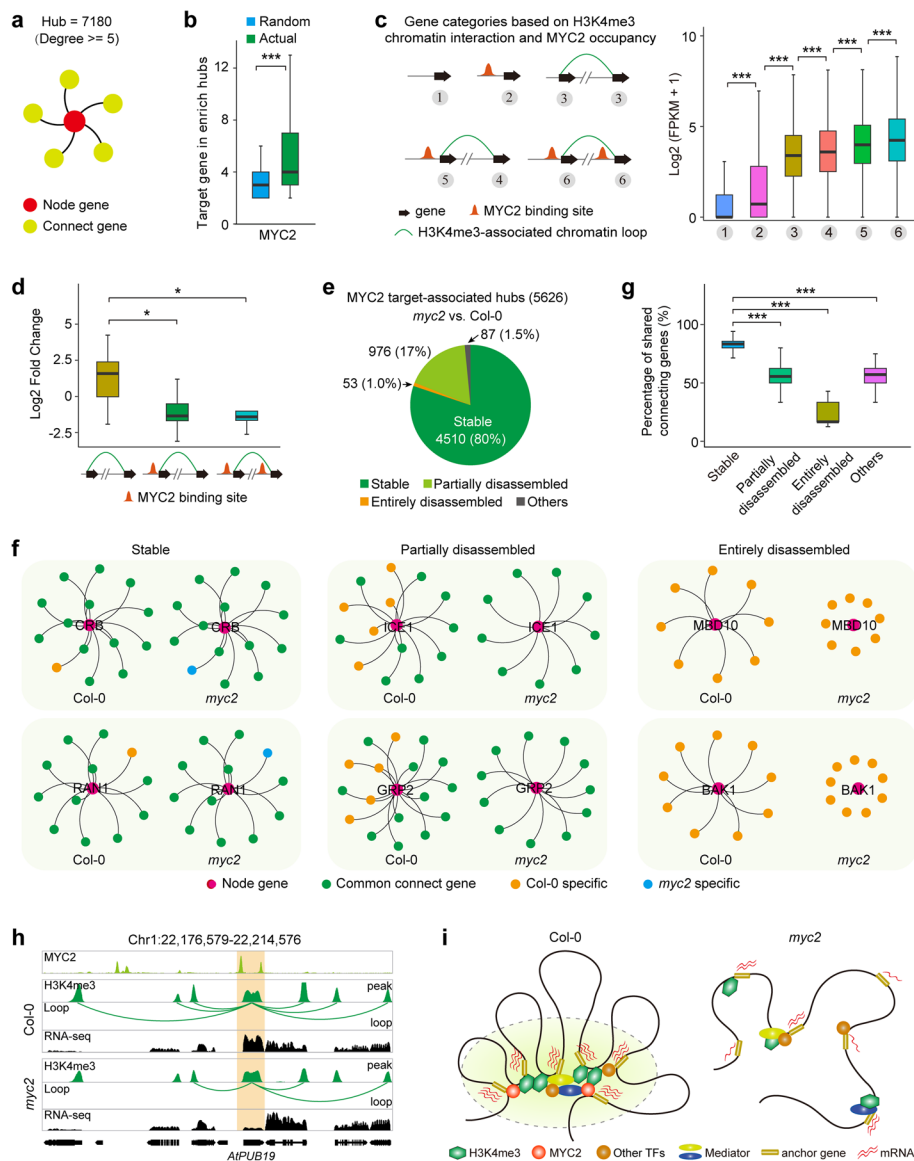 a
Hub = 7180
(Degree >= 5)
Node gene
Connect gene
b
Random
Actual
***
Target gene in enrich hubs
12
8
4
0
MYC2
c
Gene categories based on H3K4me3
chromatin interaction and MYC2 occupancy
1
2
3
3
5
4
6
6
gene
MYC2 binding site
H3K4me3-associated chromatin loop
Log2 (FPKM + 1)
10
5
0
***
***
***
***
***
1
2
3
4
5
6
d
Log2 Fold Change
5
2.5
0
-2.5
*
*
MYC2 binding site
e
MYC2 target-associated hubs (5626)
myc2 vs. Col-0
87 (1.5%)
976 (17%)
53 (1.0%)
Stable
4510 (80%)
Stable
Partially disassembled
Entirely disassembled
Others
g
Percentage of shared
connecting genes (%)
100
50
0
***
***
***
Stable
Partially
disassembled
Entirely
disassembled
Others
f
Stable
Partially disassembled
Entirely disassembled
CRB
CRB
ICE1
ICE1
MBD10
MBD10
Col-0
myc2
Col-0
myc2
Col-0
myc2
RAN1
RAN1
GRP2
GRP2
BAK1
BAK1
Col-0
myc2
Col-0
myc2
Col-0
myc2
Node gene
Common connect gene
Col-0 specific
myc2 specific
h
Chr1:22,176,579-22,214,576
Col-0
MYC2
H3K4me3
peak
Loop
loop
RNA-seq
myc2
H3K4me3
peak
Loop
loop
RNA-seq
AtPUB19
i
Col-0
myc2
H3K4me3
MYC2
Other TFs
Mediator
anchor gene
mRNA